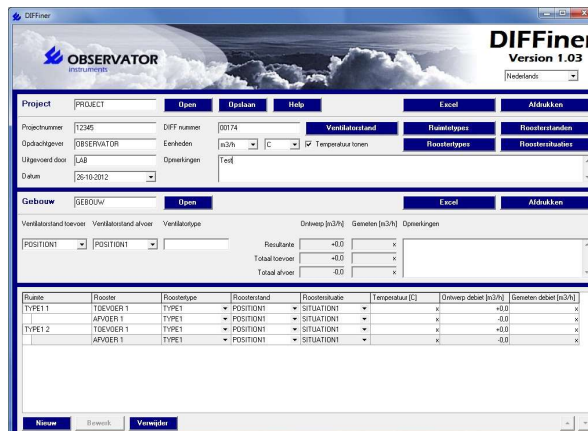 DIFFiner
OBSERVATOR
instruments
DIFFiner
Version 1.03
Nederlands
Project PROJECT Open Opslaan Help Excel Afdrukken
Projectnummer 12345 DIFF nummer 00174 Ventilatorstand Ruimtetypes Roosterstanden
Opdrachtgever OBSERVATOR Eenheden m3/h C Temperatuur tonen Roostertypes Roostersituaties
Uitgevoerd door LAB Opmerkingen Test
Datum 26-10-2012
Gebouw GEBOUW Open Excel Afdrukken
Ventilatorstand toevoer Ventilatorstand afvoer Ventilatortype Ontwerp [m3/h] Gemeten [m3/h] Opmerkingen
POSITION1 POSITION1 Resultante +0,0 x
Totaal toevoer +0,0 x
Totaal afvoer -0,0 x
Ruimte Rooster Roostertype Roosterstand Roostersituatie Temperatuur [C] Ontwerp debiet [m3/h] Gemeten debiet [m3/h]
TYPE1 1 TOEVOER 1 TYPE1 POSITION1 SITUATION1 x +0,0 x
AFVOER 1 TYPE1 POSITION1 SITUATION1 x -0,0 x
TYPE1 2 TOEVOER 1 TYPE1 POSITION1 SITUATION1 x +0,0 x
AFVOER 1 TYPE1 POSITION1 SITUATION1 x -0,0 x
Nieuw Bewerk Verwijder